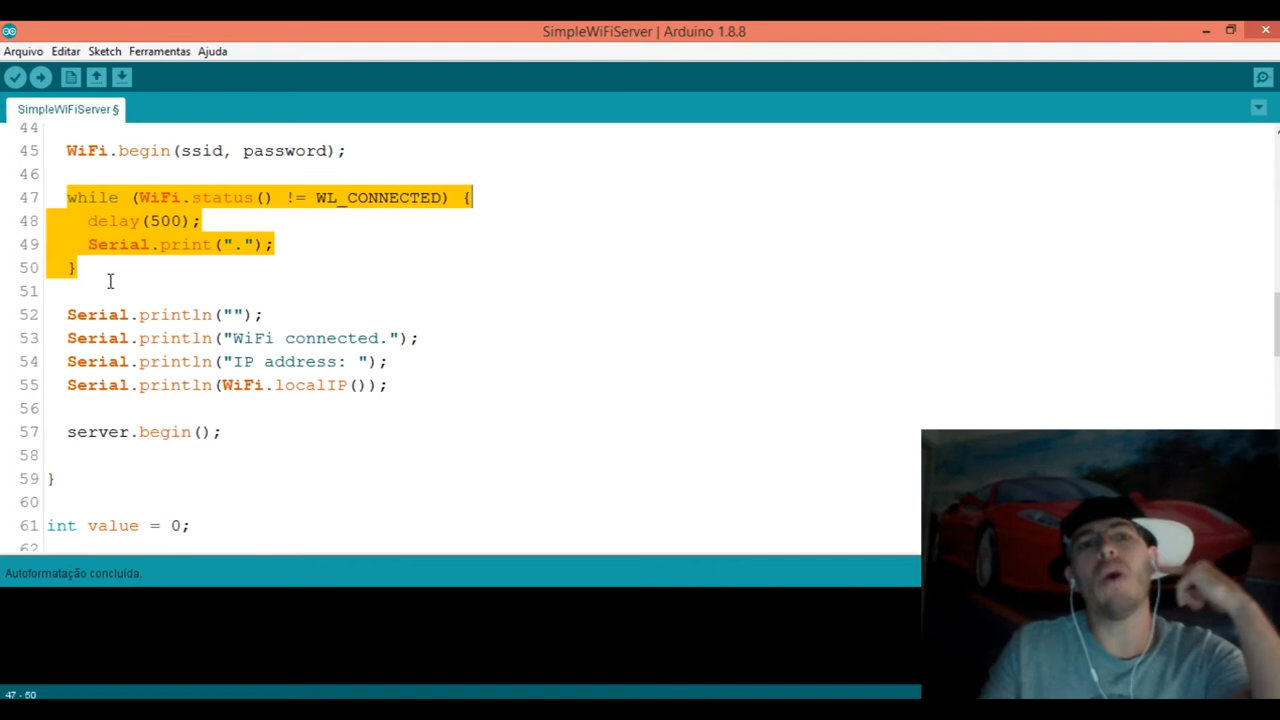 SimpleWiFiServer | Arduino 1.8.8
Arquivo Editar Sketch Ferramentas Ajuda
SimpleWiFiServer §
44
45 WiFi.begin(ssid, password);
46
47 while (WiFi.status() != WL_CONNECTED) {
48 delay(500);
49 Serial.print(".");
50 }
51
52 Serial.println("");
53 Serial.println("WiFi connected.");
54 Serial.println("IP address: ");
55 Serial.println(WiFi.localIP());
56
57 server.begin();
58
59 }
60
61 int value = 0;
62
Autoformatação concluída.
47 - 50